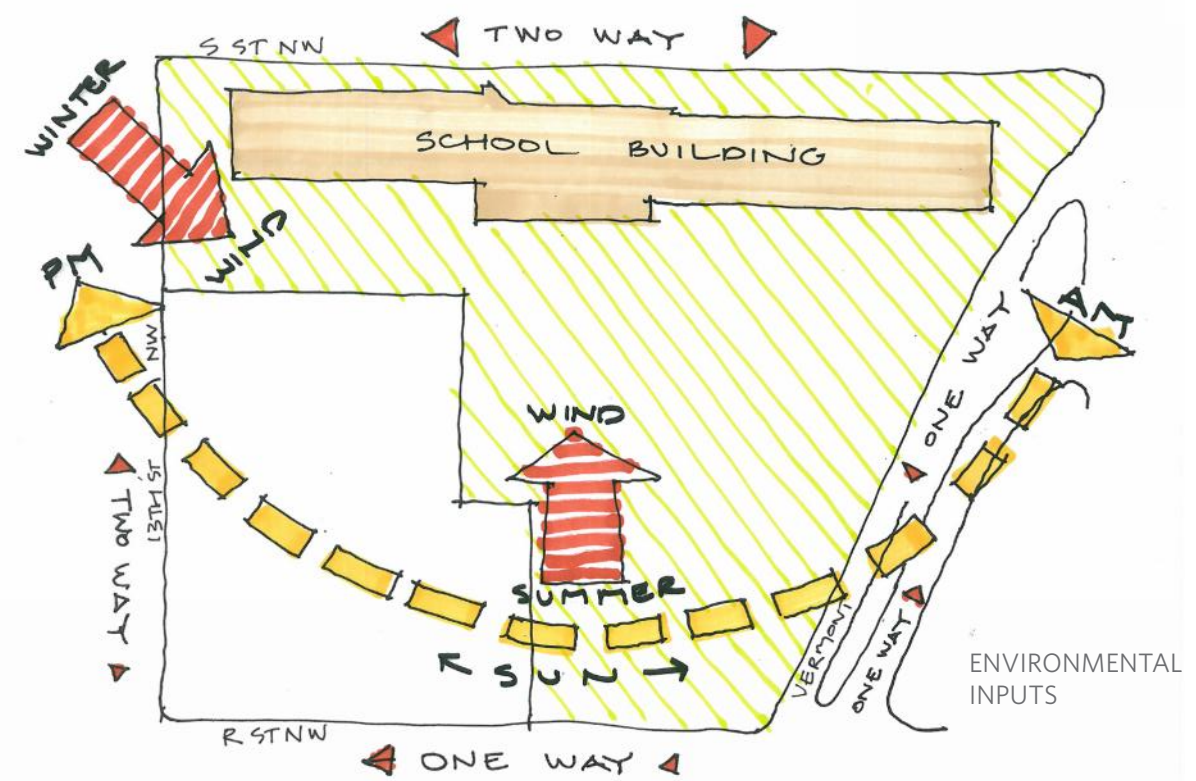 S ST NW
TWO WAY
WINTER
SCHOOL BUILDING
WIND
PM
AM
NW
13TH ST
TWO WAY
ONE WAY
WIND
SUMMER
SUN
VERMONT
ONE WAY
ENVIRONMENTAL
INPUTS
R ST NW
ONE WAY